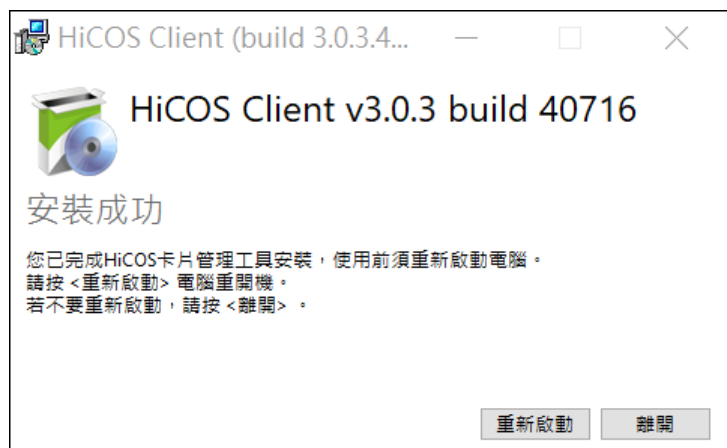 HiCOS Client (build 3.0.3.4...
HiCOS Client v3.0.3 build 40716
安裝成功
您已完成HiCOS卡片管理工具安裝，使用前須重新啟動電腦。
請按 <重新啟動> 電腦重開機。
若不要重新啟動，請按 <離開> 。
重新啟動
離開